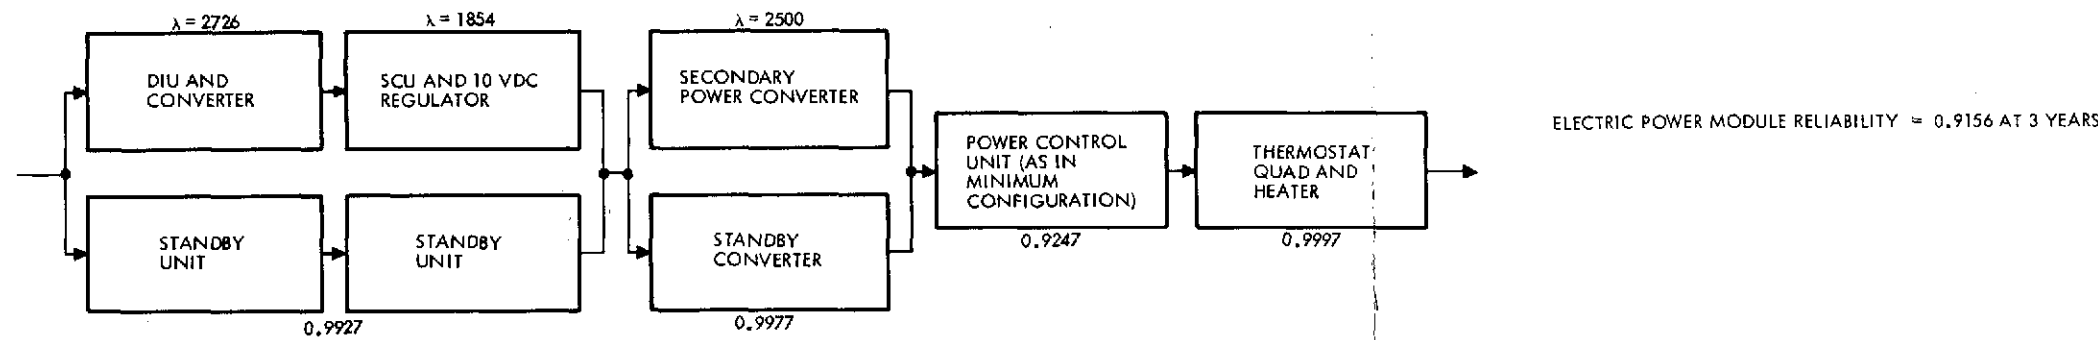 λ = 2726
λ = 1854
λ = 2500
DIU AND
CONVERTER
SCU AND 10 VDC
REGULATOR
SECONDARY
POWER CONVERTER
POWER CONTROL
UNIT (AS IN
MINIMUM
CONFIGURATION)
THERMOSTAT
QUAD AND
HEATER
ELECTRIC POWER MODULE RELIABILITY = 0.9156 AT 3 YEARS
STANDBY
UNIT
STANDBY
UNIT
STANDBY
CONVERTER
0.9247
0.9997
0.9927
0.9977